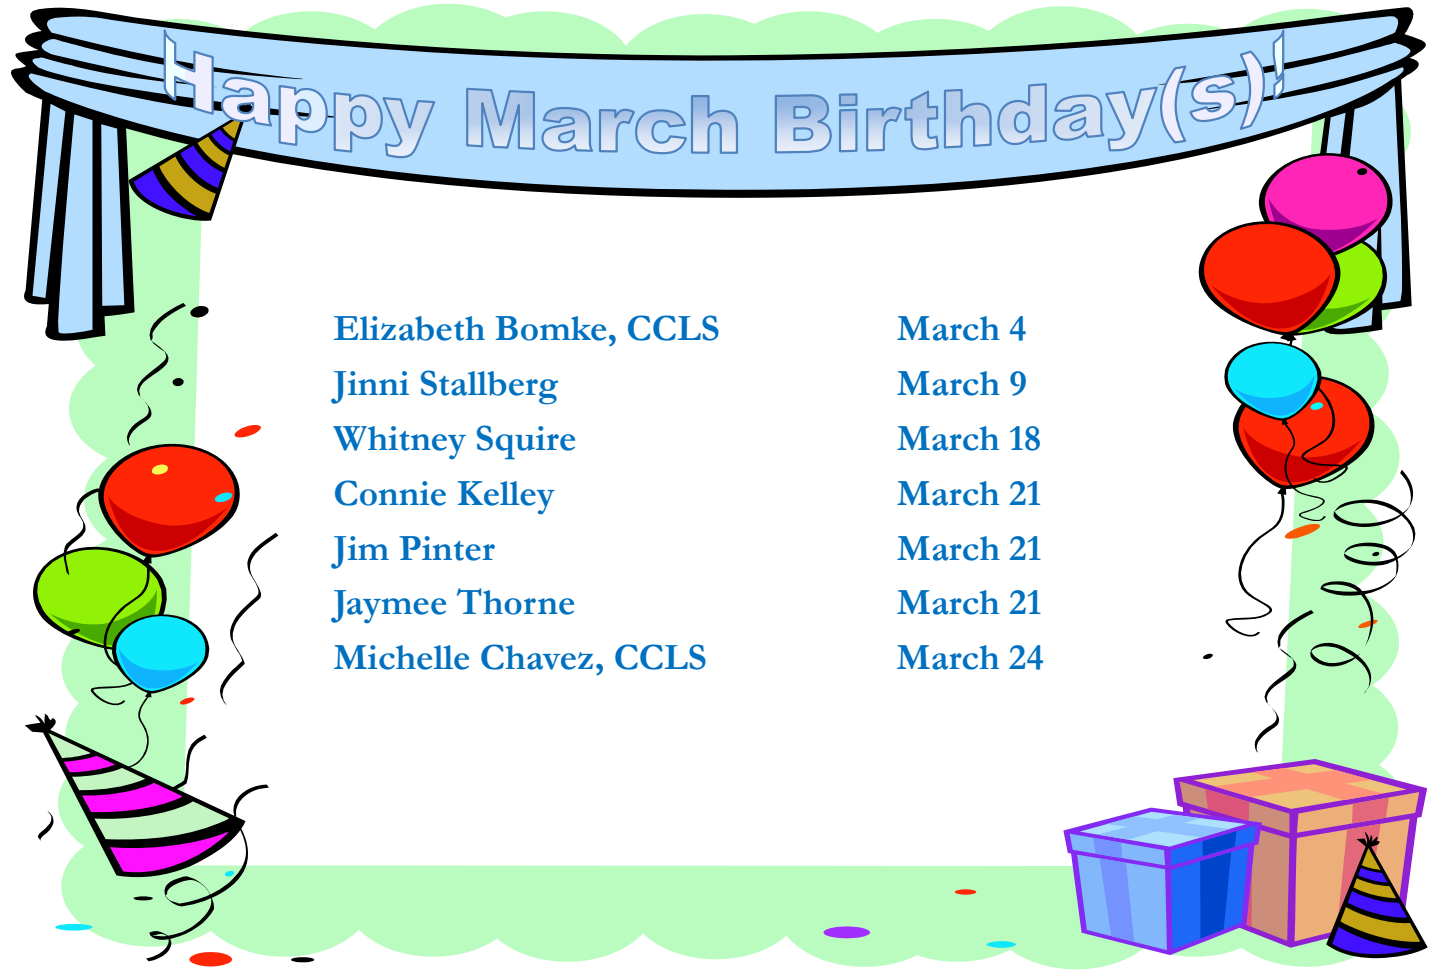 Happy March Birthday(s)!
Elizabeth Bomke, CCLS March 4
Jinni Stallberg March 9
Whitney Squire March 18
Connie Kelley March 21
Jim Pinter March 21
Jaymee Thorne March 21
Michelle Chavez, CCLS March 24